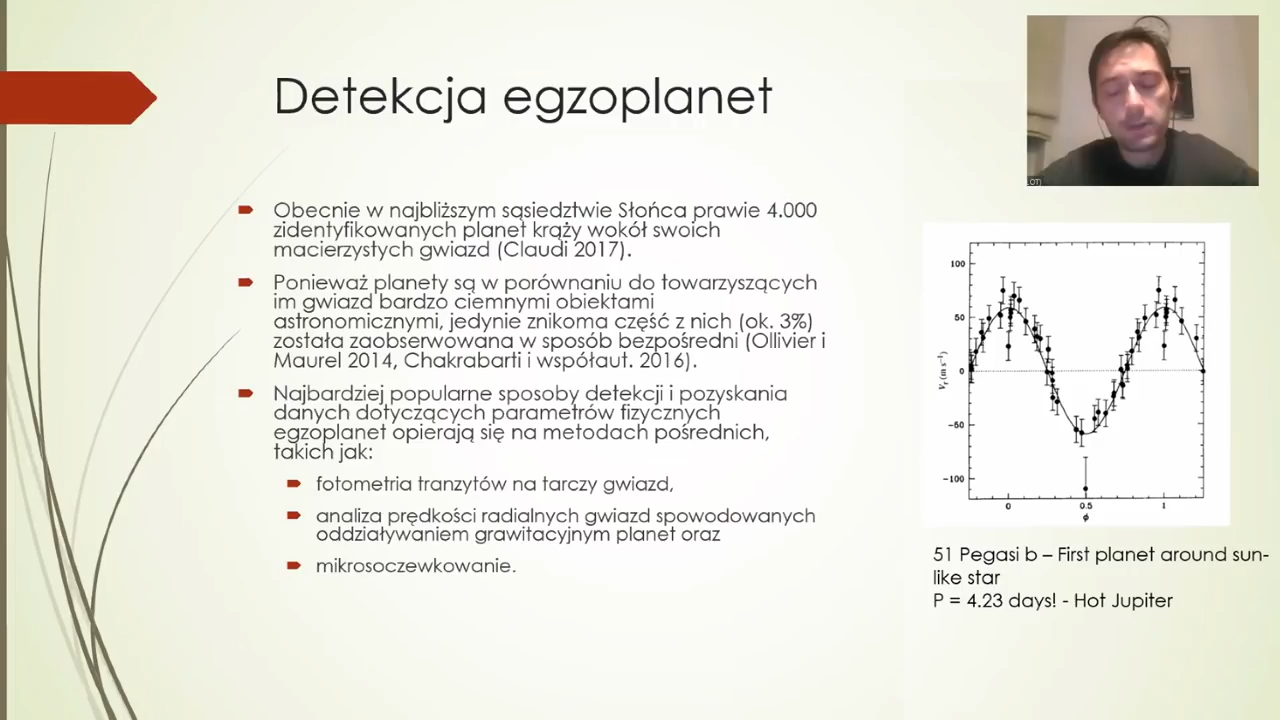 Detekcja egzoplanet
Obecnie w najbliższym sąsiedztwie Słońca prawie 4.000
zidentyfikowanych planet krąży wokół swoich
macierzystych gwiazd (Claudi 2017).
Ponieważ planety są w porównaniu do towarzyszących
im gwiazd bardzo ciemnymi obiektami
astronomicznymi, jedynie znikoma część z nich (ok. 3%)
została zaobserwowana w sposób bezpośredni (Ollivier i
Maurel 2014, Chakrabarti i współaut. 2016).
Najbardziej popularne sposoby detekcji i pozyskania
danych dotyczących parametrów fizycznych
egzoplanet opierają się na metodach pośrednich,
takich jak:
fotometria tranzytów na tarczy gwiazd,
analiza prędkości radialnych gwiazd spowodowanych
oddziaływaniem grawitacyjnym planet oraz
mikrosoczewkowanie.
100
50
0
−50
−100
Vr (m s⁻¹)
0 0.5 1
ϕ
51 Pegasi b – First planet around sun-
like star
P = 4.23 days! - Hot Jupiter